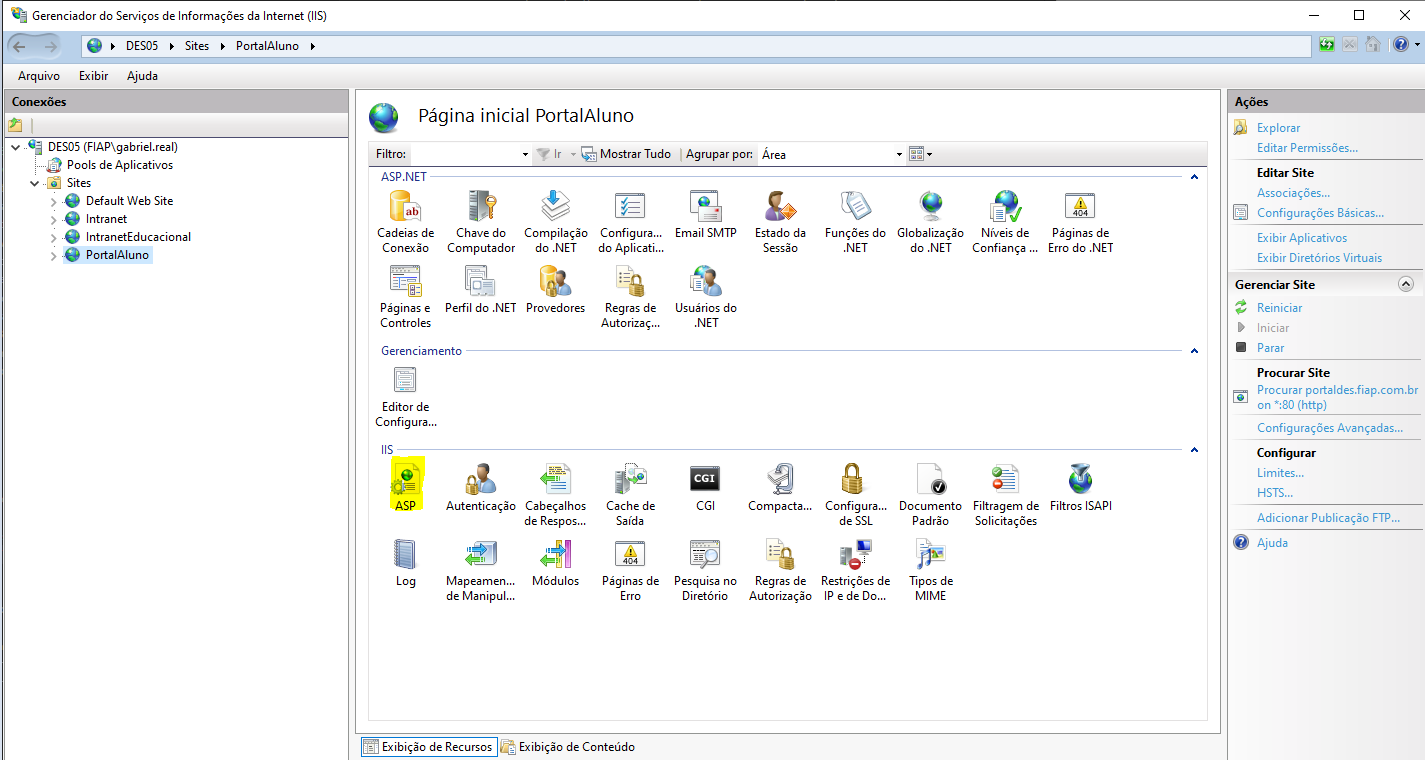 Gerenciador do Serviços de Informações da Internet (IIS)
DES05 Sites PortalAluno
Arquivo Exibir Ajuda
Conexões
DES05 (FIAP\gabriel.real)
Pools de Aplicativos
Sites
Default Web Site
Intranet
IntranetEducacional
PortalAluno
Página inicial PortalAluno
Filtro: Ir Mostrar Tudo Agrupar por: Área
ASP.NET
Cadeias de Conexão
Chave do Computador
Compilação do .NET
Configura... do Aplicati...
Email SMTP
Estado da Sessão
Funções do .NET
Globalização do .NET
Níveis de Confiança ...
Páginas de Erro do .NET
Páginas e Controles
Perfil do .NET
Provedores
Regras de Autorizaç...
Usuários do .NET
Gerenciamento
Editor de Configura...
IIS
ASP
Autenticação
Cabeçalhos de Respos...
Cache de Saída
CGI
CGI
Compacta...
Configura... de SSL
Documento Padrão
Filtragem de Solicitações
Filtros ISAPI
Log
Mapeamen... de Manipul...
Módulos
Páginas de Erro
Pesquisa no Diretório
Regras de Autorização
Restrições de IP e de Do...
Tipos de MIME
Exibição de Recursos Exibição de Conteúdo
Ações
Explorar
Editar Permissões...
Editar Site
Associações...
Configurações Básicas...
Exibir Aplicativos
Exibir Diretórios Virtuais
Gerenciar Site
Reiniciar
Iniciar
Parar
Procurar Site
Procurar portaldes.fiap.com.br
on *:80 (http)
Configurações Avançadas...
Configurar
Limites...
HSTS...
Adicionar Publicação FTP...
Ajuda